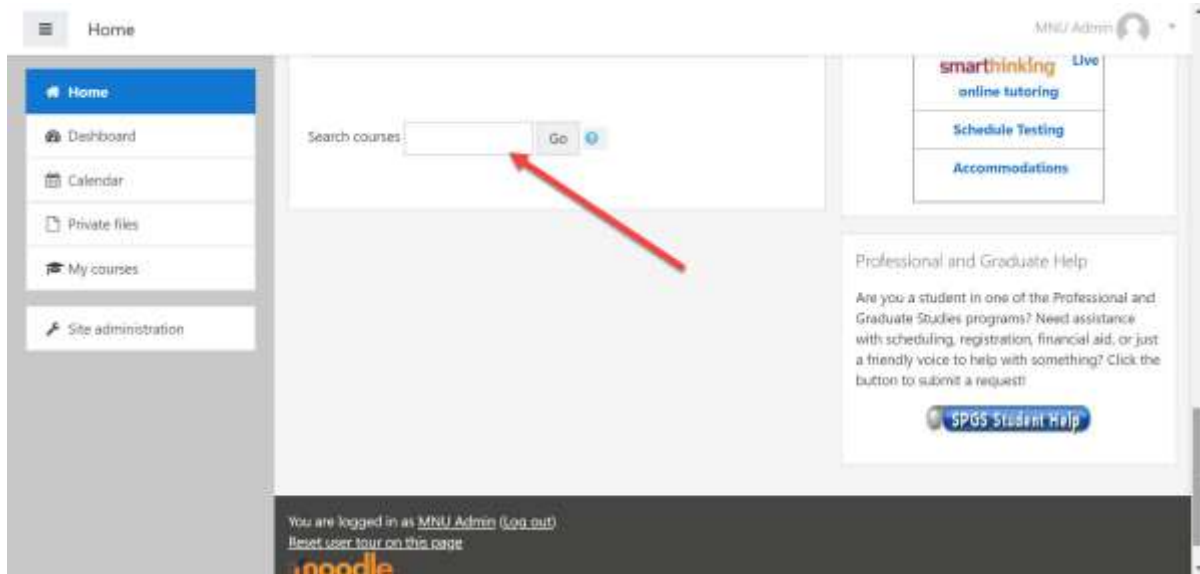 Home
MNU Admin
Home
Dashboard
Calendar
Private files
My courses
Site administration
Search courses
Go
smarthinking Live
online tutoring
Schedule Testing
Accommodations
Professional and Graduate Help
Are you a student in one of the Professional and
Graduate Studies programs? Need assistance
with scheduling, registration, financial aid, or just
a friendly voice to help with something? Click the
button to submit a request!
SPGS Student Help
You are logged in as MNU Admin (Log out)
Reset user tour on this page
moodle